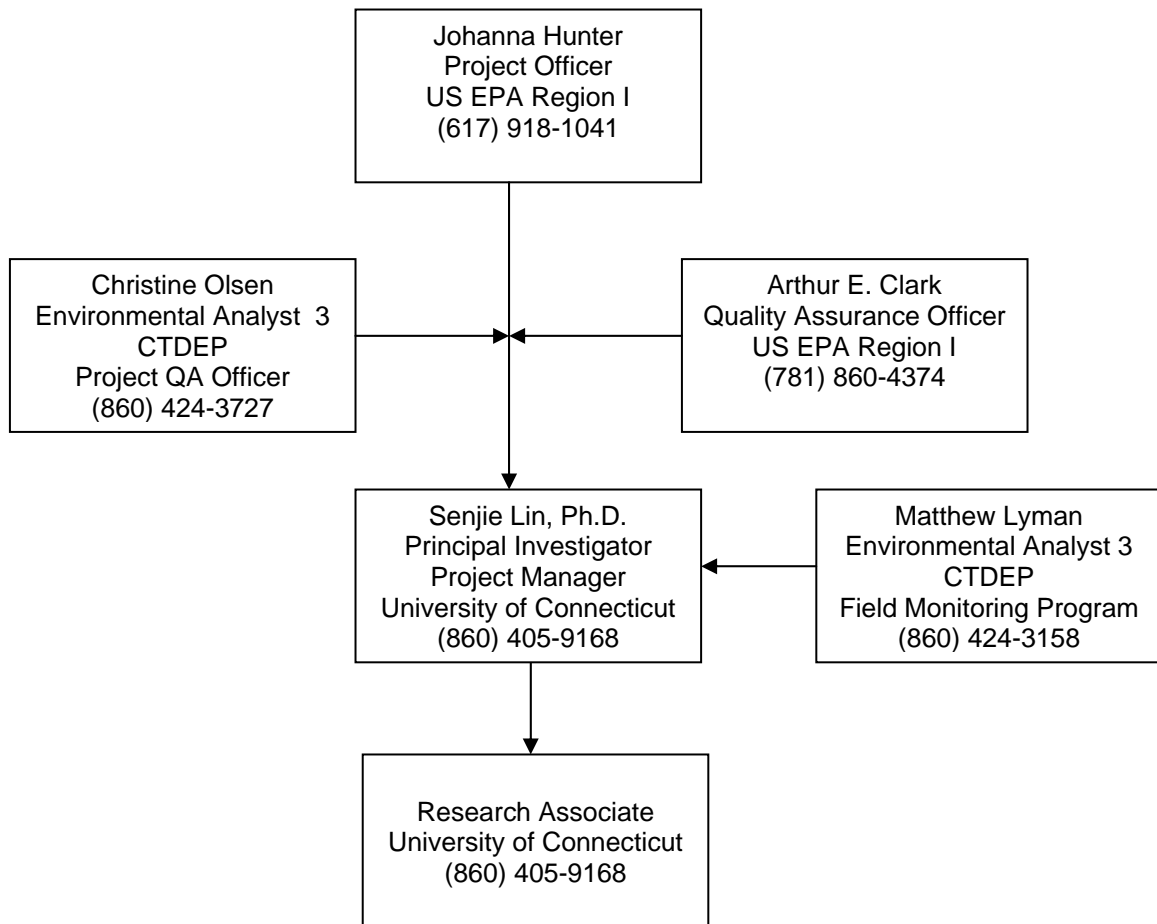 Johanna Hunter
Project Officer
US EPA Region I
(617) 918-1041
Christine Olsen
Environmental Analyst 3
CTDEP
Project QA Officer
(860) 424-3727
Arthur E. Clark
Quality Assurance Officer
US EPA Region I
(781) 860-4374
Senjie Lin, Ph.D.
Principal Investigator
Project Manager
University of Connecticut
(860) 405-9168
Matthew Lyman
Environmental Analyst 3
CTDEP
Field Monitoring Program
(860) 424-3158
Research Associate
University of Connecticut
(860) 405-9168